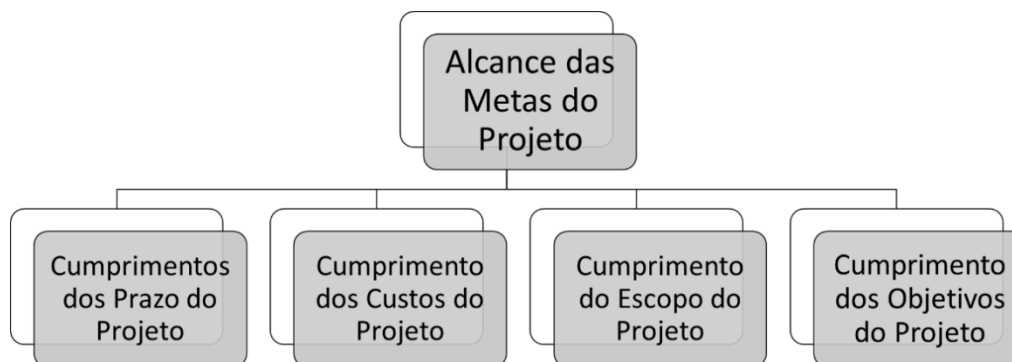 Alcance das
Metas do
Projeto
Cumprimentos
dos Prazo do
Projeto
Cumprimento
dos Custos do
Projeto
Cumprimento
do Escopo do
Projeto
Cumprimento
dos Objetivos
do Projeto